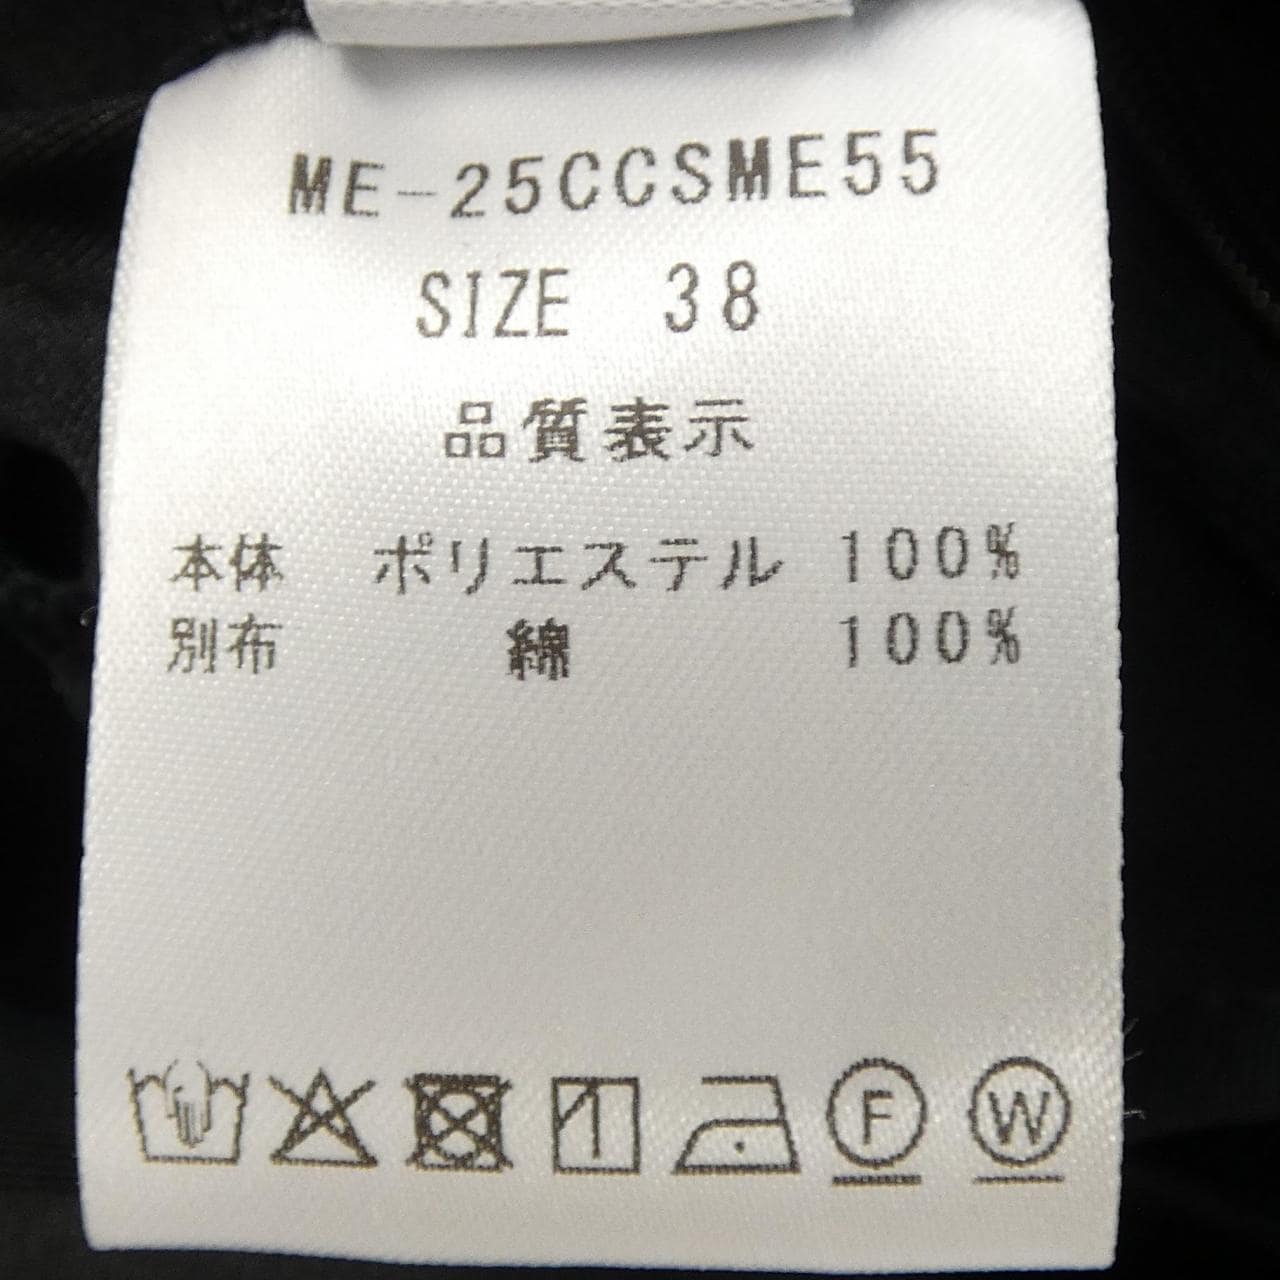 ME-25CCSME55
SIZE 38
品質表示
本体 ポリエステル 100%
別布 綿 100%
F W